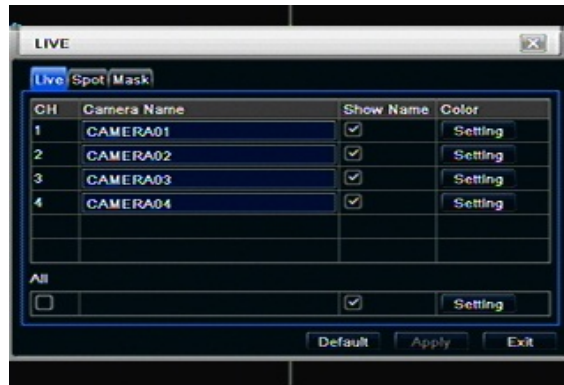 LIVE
Live Spot Mask
CH Camera Name Show Name Color
1 CAMERA01 Setting
2 CAMERA02 Setting
3 CAMERA03 Setting
4 CAMERA04 Setting
All
Setting
Default Apply Exit